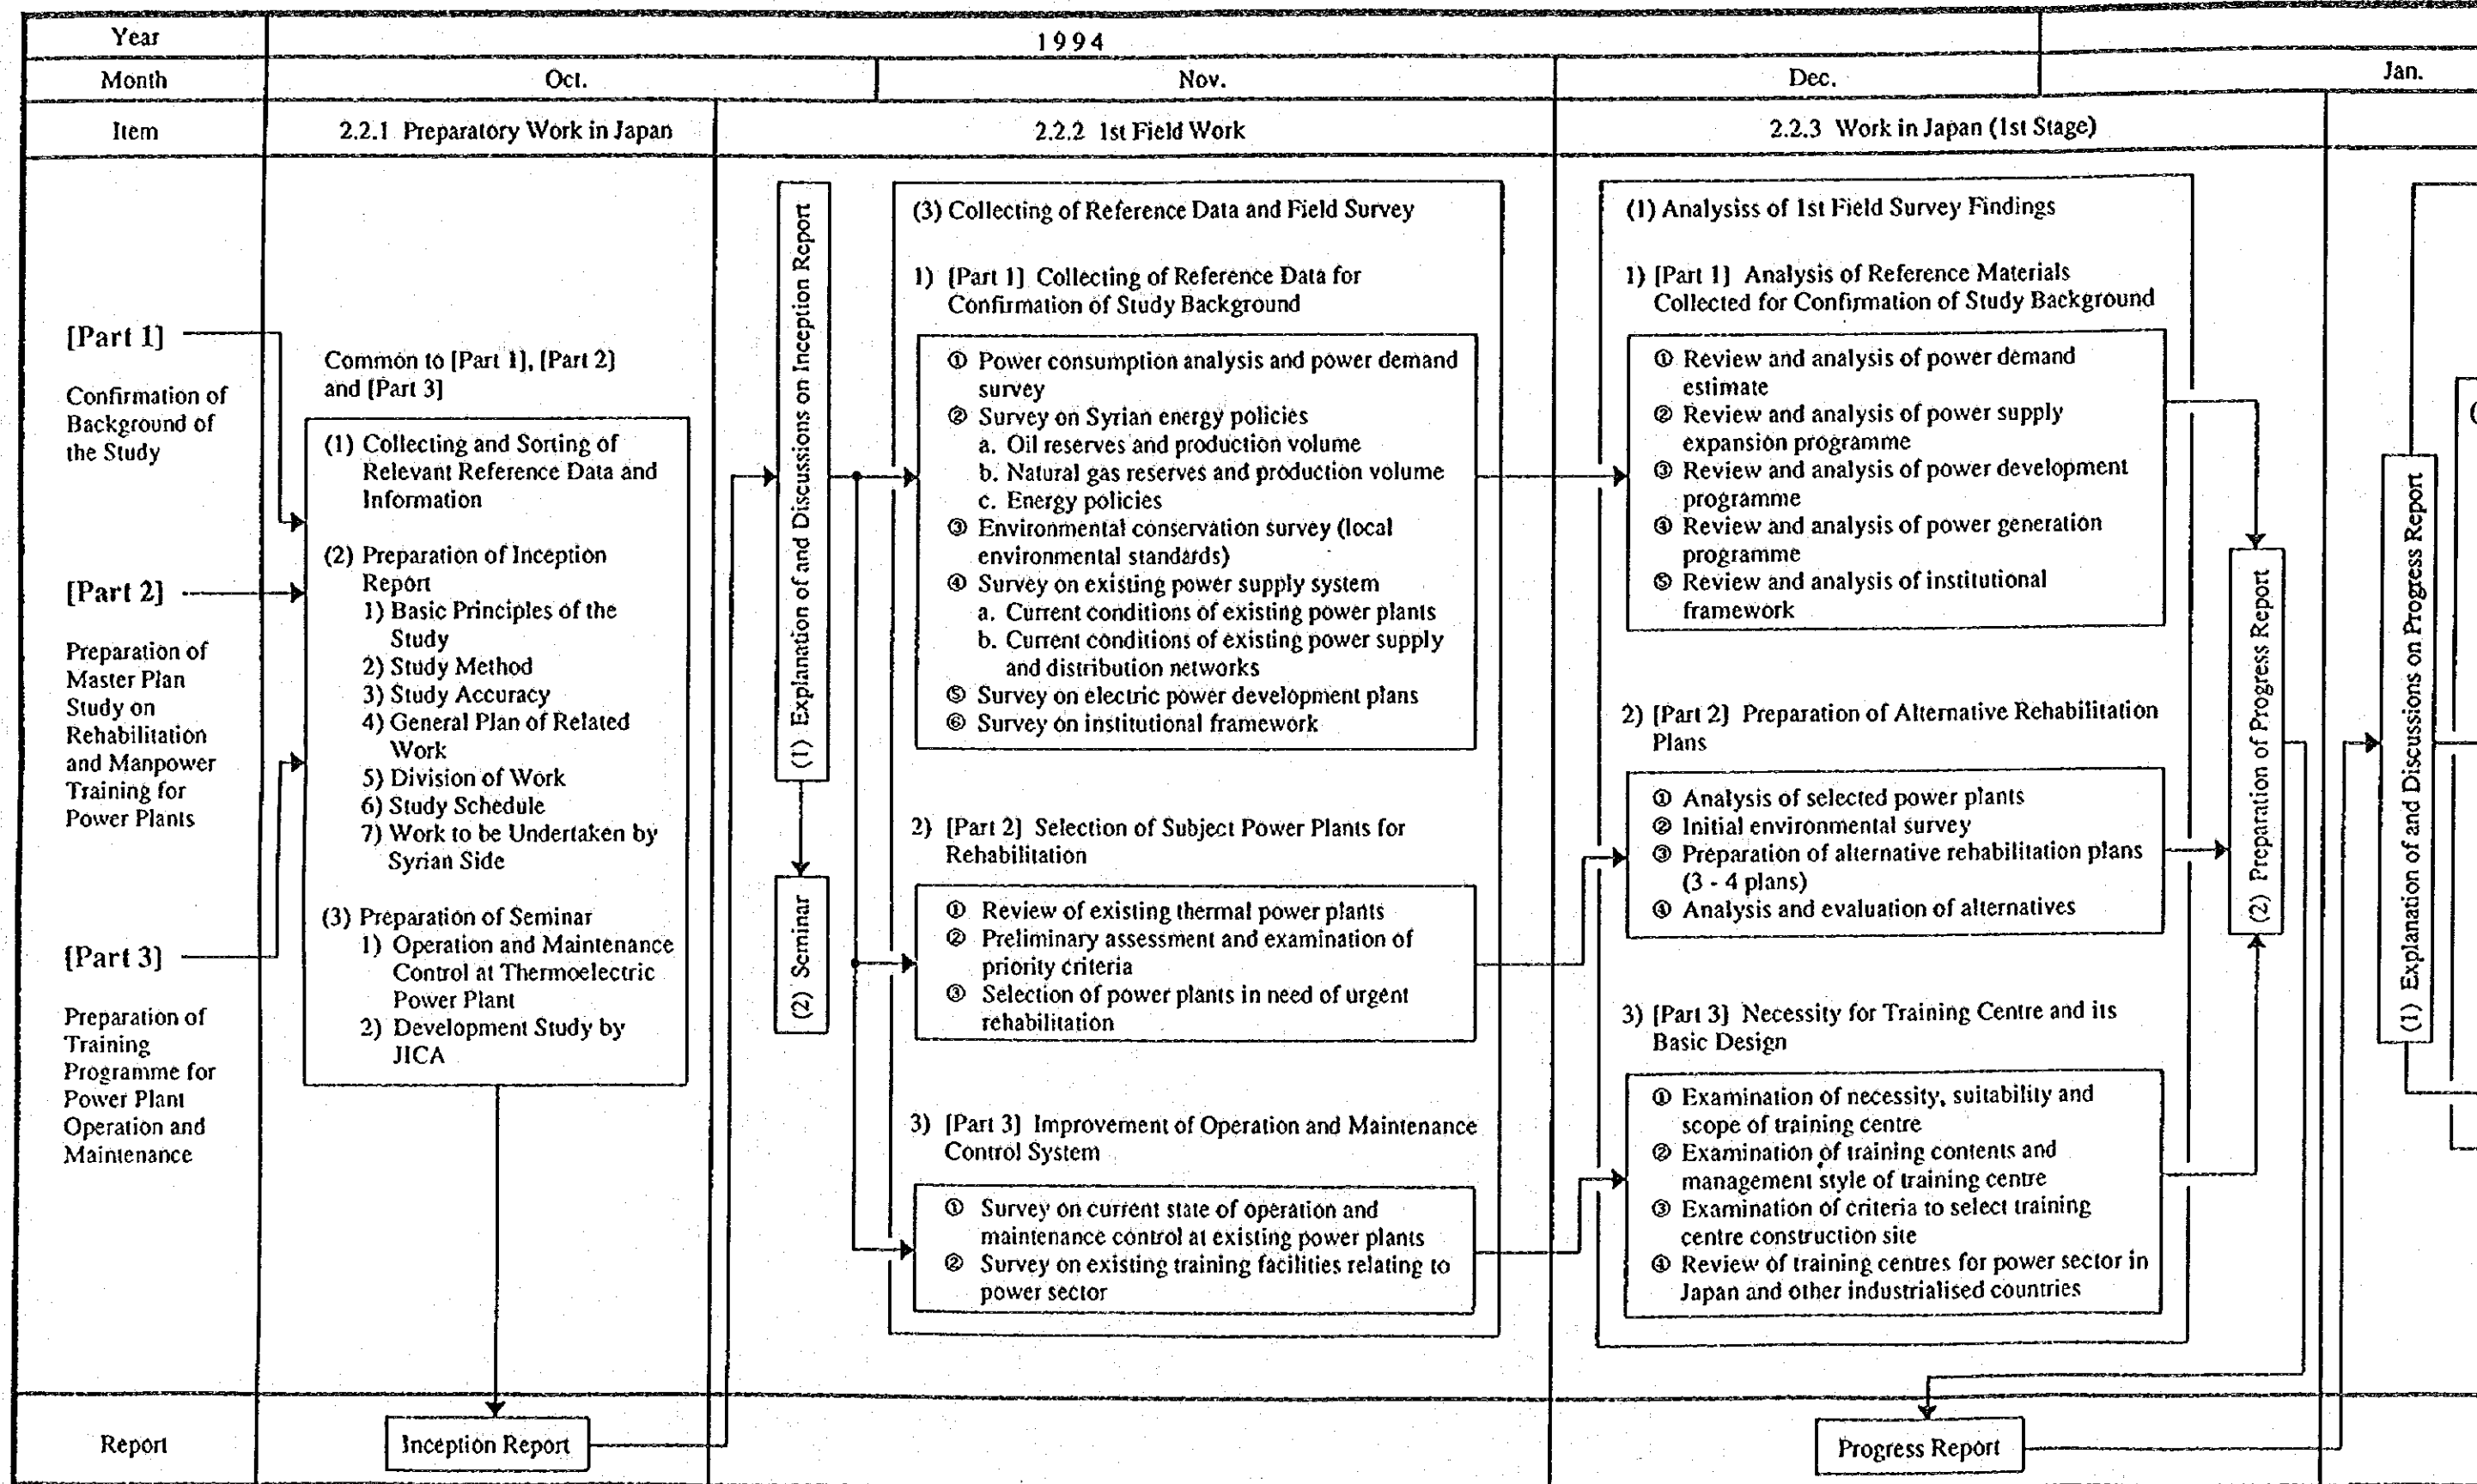 Year
1994
Month
Oct.
Nov.
Dec.
Jan.
Item
2.2.1 Preparatory Work in Japan
2.2.2 1st Field Work
2.2.3 Work in Japan (1st Stage)
[Part 1]
Confirmation of
Background of
the Study
[Part 2]
Preparation of
Master Plan
Study on
Rehabilitation
and Manpower
Training for
Power Plants
[Part 3]
Preparation of
Training
Programme for
Power Plant
Operation and
Maintenance
Common to [Part 1], [Part 2]
and [Part 3]
(1) Collecting and Sorting of
Relevant Reference Data and
Information
(2) Preparation of Inception
Report
1) Basic Principles of the
Study
2) Study Method
3) Study Accuracy
4) General Plan of Related
Work
5) Division of Work
6) Study Schedule
7) Work to be Undertaken by
Syrian Side
(3) Preparation of Seminar
1) Operation and Maintenance
Control at Thermoelectric
Power Plant
2) Development Study by
JICA
(1) Explanation of and Discussions on Inception Report
(2) Seminar
(3) Collecting of Reference Data and Field Survey
1) [Part 1] Collecting of Reference Data for
Confirmation of Study Background
① Power consumption analysis and power demand
survey
② Survey on Syrian energy policies
a. Oil reserves and production volume
b. Natural gas reserves and production volume
c. Energy policies
③ Environmental conservation survey (local
environmental standards)
④ Survey on existing power supply system
a. Current conditions of existing power plants
b. Current conditions of existing power supply
and distribution networks
⑤ Survey on electric power development plans
⑥ Survey on institutional framework
2) [Part 2] Selection of Subject Power Plants for
Rehabilitation
① Review of existing thermal power plants
② Preliminary assessment and examination of
priority criteria
③ Selection of power plants in need of urgent
rehabilitation
3) [Part 3] Improvement of Operation and Maintenance
Control System
① Survey on current state of operation and
maintenance control at existing power plants
② Survey on existing training facilities relating to
power sector
(1) Analysiss of 1st Field Survey Findings
1) [Part 1] Analysis of Reference Materials
Collected for Confirmation of Study Background
① Review and analysis of power demand
estimate
② Review and analysis of power supply
expansion programme
③ Review and analysis of power development
programme
④ Review and analysis of power generation
programme
⑤ Review and analysis of institutional
framework
2) [Part 2] Preparation of Alternative Rehabilitation
Plans
① Analysis of selected power plants
② Initial environmental survey
③ Preparation of alternative rehabilitation plans
(3 - 4 plans)
④ Analysis and evaluation of alternatives
3) [Part 3] Necessity for Training Centre and its
Basic Design
① Examination of necessity, suitability and
scope of training centre
② Examination of training contents and
management style of training centre
③ Examination of criteria to select training
centre construction site
④ Review of training centres for power sector in
Japan and other industrialised countries
(2) Preparation of Progress Report
(1) Explanation of and Discussions on Progress Report
(
Report
Inception Report
Progress Report